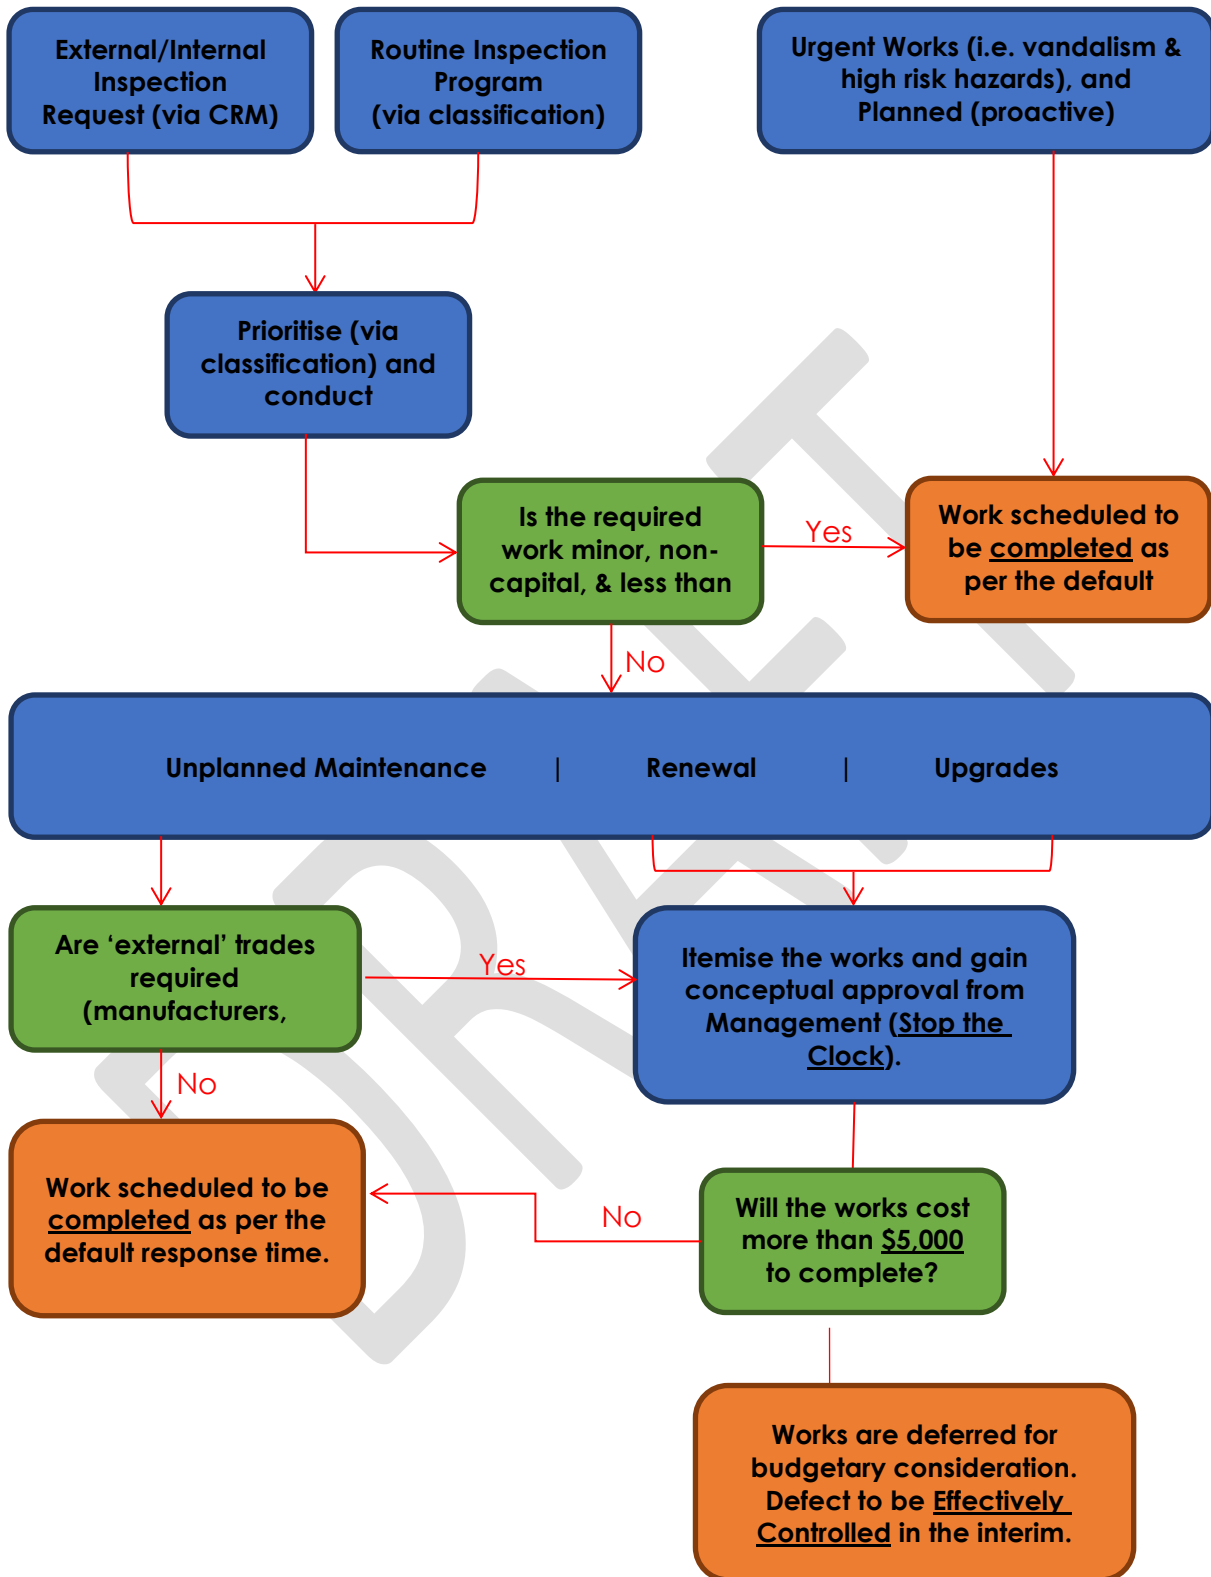 External/Internal
Inspection
Request (via CRM)
Routine Inspection
Program
(via classification)
Urgent Works (i.e. vandalism &
high risk hazards), and
Planned (proactive)
Prioritise (via
classification) and
conduct
Is the required
work minor, non-
capital, & less than
Yes
Work scheduled to
be completed as
per the default
No
Unplanned Maintenance | Renewal | Upgrades
Are ‘external’ trades
required
(manufacturers,
Yes
Itemise the works and gain
conceptual approval from
Management (Stop the
Clock).
No
Work scheduled to be
completed as per the
default response time.
No
Will the works cost
more than $5,000
to complete?
Works are deferred for
budgetary consideration.
Defect to be Effectively
Controlled in the interim.
DRAFT